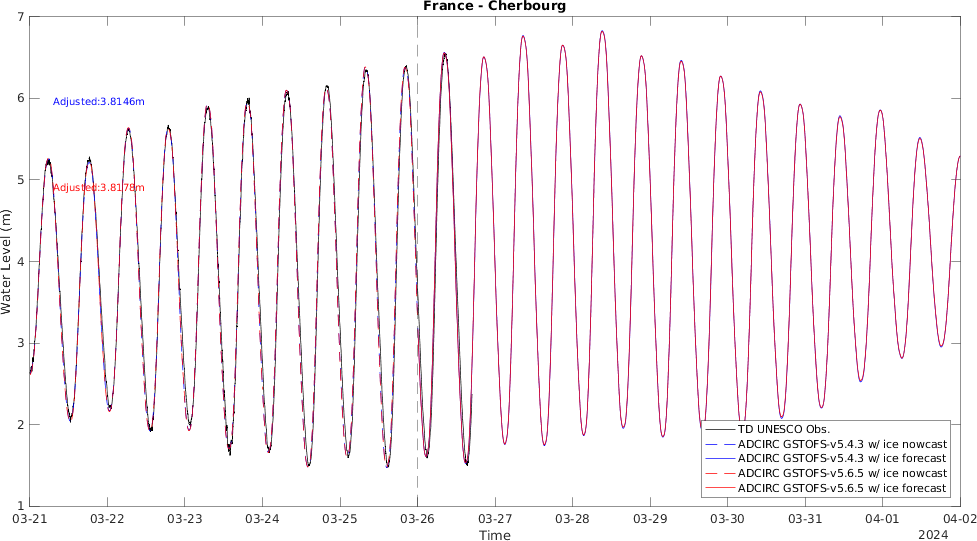 France - Cherbourg
7
6
5
4
3
2
1
Water Level (m)
Adjusted:3.8146m
Adjusted:3.8178m
TD UNESCO Obs.
ADCIRC GSTOFS-v5.4.3 w/ ice nowcast
ADCIRC GSTOFS-v5.4.3 w/ ice forecast
ADCIRC GSTOFS-v5.6.5 w/ ice nowcast
ADCIRC GSTOFS-v5.6.5 w/ ice forecast
03-21 03-22 03-23 03-24 03-25 03-26 03-27 03-28 03-29 03-30 03-31 04-01 04-02
Time
2024